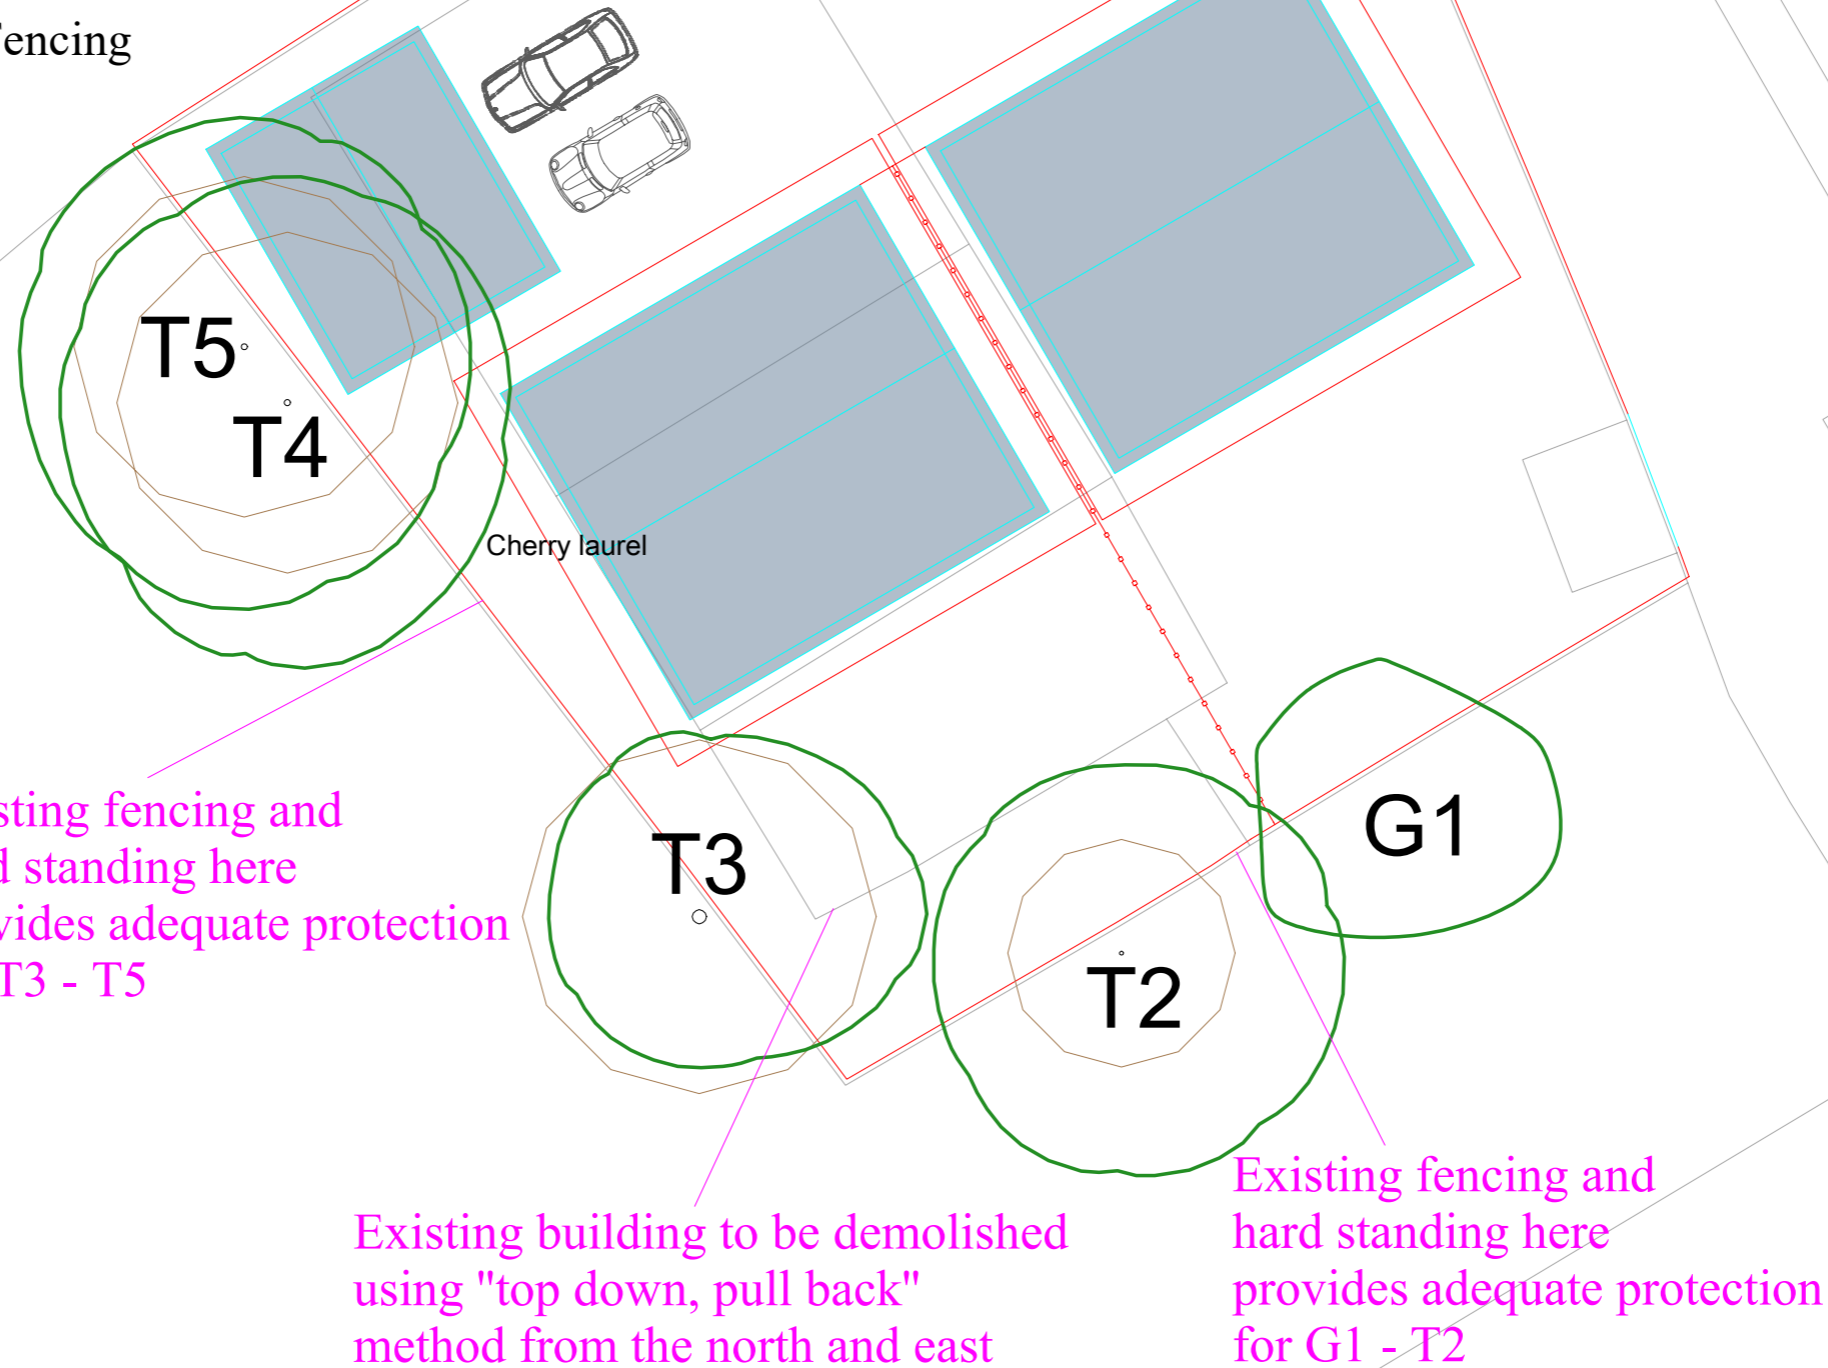 encing
T5
T4
Cherry laurel
sting fencing and
standing here
vides adequate protection
T3 - T5
T3
G1
T2
Existing building to be demolished
using "top down, pull back"
method from the north and east
Existing fencing and
hard standing here
provides adequate protection
for G1 - T2